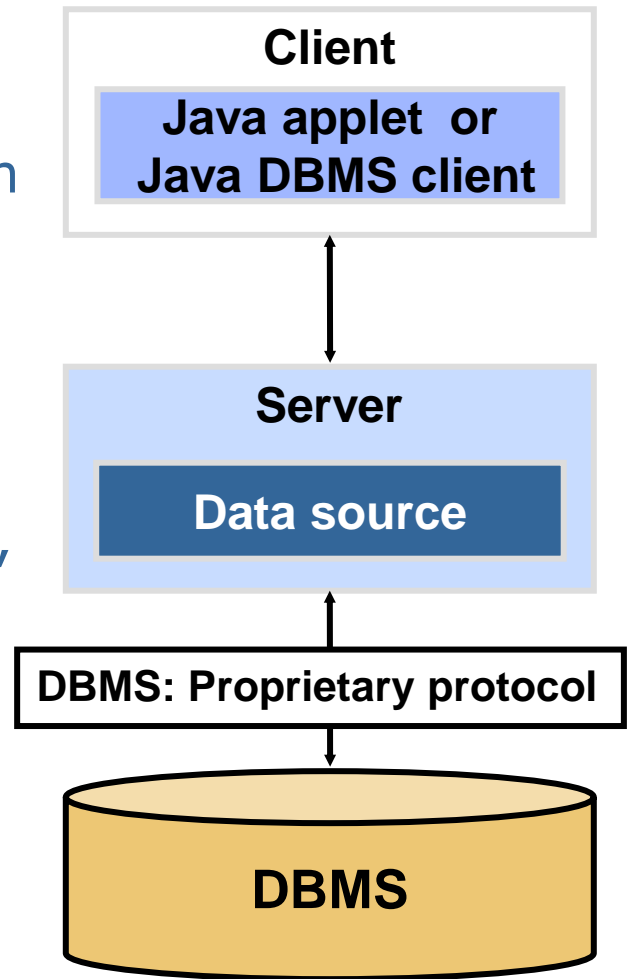 Client
Java applet or
Java DBMS client
Server
Data source
DBMS: Proprietary protocol
DBMS